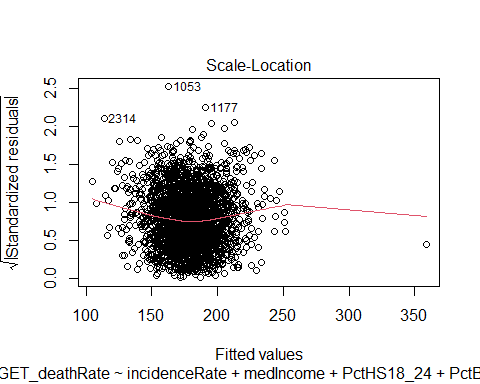 Scale-Location
√|Standardized residuals|
2.5
2.0
1.5
1.0
0.5
0.0
1053
1177
2314
100 150 200 250 300 350
Fitted values
GET_deathRate ~ incidenceRate + medIncome + PctHS18_24 + PctB